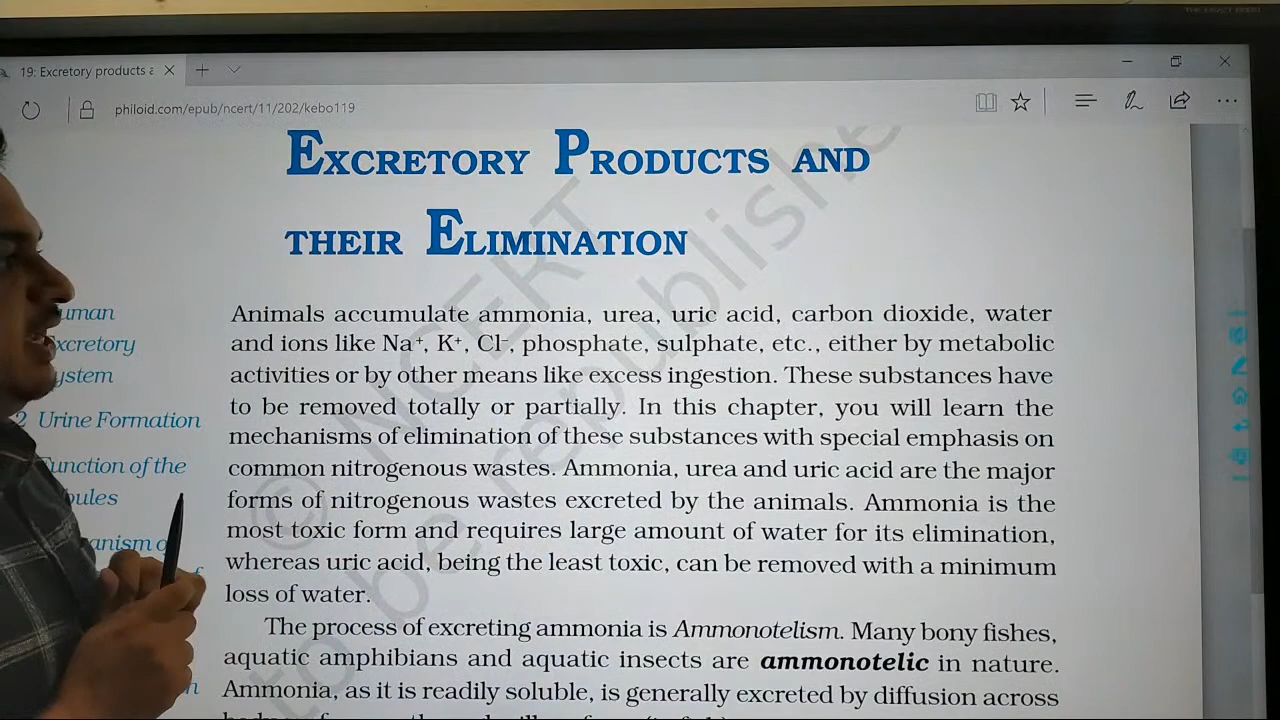 19: Excretory products a
philoid.com/epub/ncert/11/202/kebo119
EXCRETORY PRODUCTS AND
THEIR ELIMINATION
Animals accumulate ammonia, urea, uric acid, carbon dioxide, water
and ions like Na⁺, K⁺, Cl⁻, phosphate, sulphate, etc., either by metabolic
activities or by other means like excess ingestion. These substances have
to be removed totally or partially. In this chapter, you will learn the
mechanisms of elimination of these substances with special emphasis on
common nitrogenous wastes. Ammonia, urea and uric acid are the major
forms of nitrogenous wastes excreted by the animals. Ammonia is the
most toxic form and requires large amount of water for its elimination,
whereas uric acid, being the least toxic, can be removed with a minimum
loss of water.
The process of excreting ammonia is Ammonotelism. Many bony fishes,
aquatic amphibians and aquatic insects are ammonotelic in nature.
Ammonia, as it is readily soluble, is generally excreted by diffusion across
uman
xcretory
ystem
2 Urine Formation
Function of the
bules
anism o
© NCERT
to be republishe